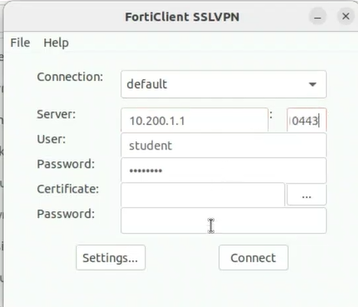 FortiClient SSLVPN
File Help
Connection: default
Server: 10.200.1.1 : 0443
User: student
Password: ••••••••
Certificate: ...
Password:
Settings... Connect